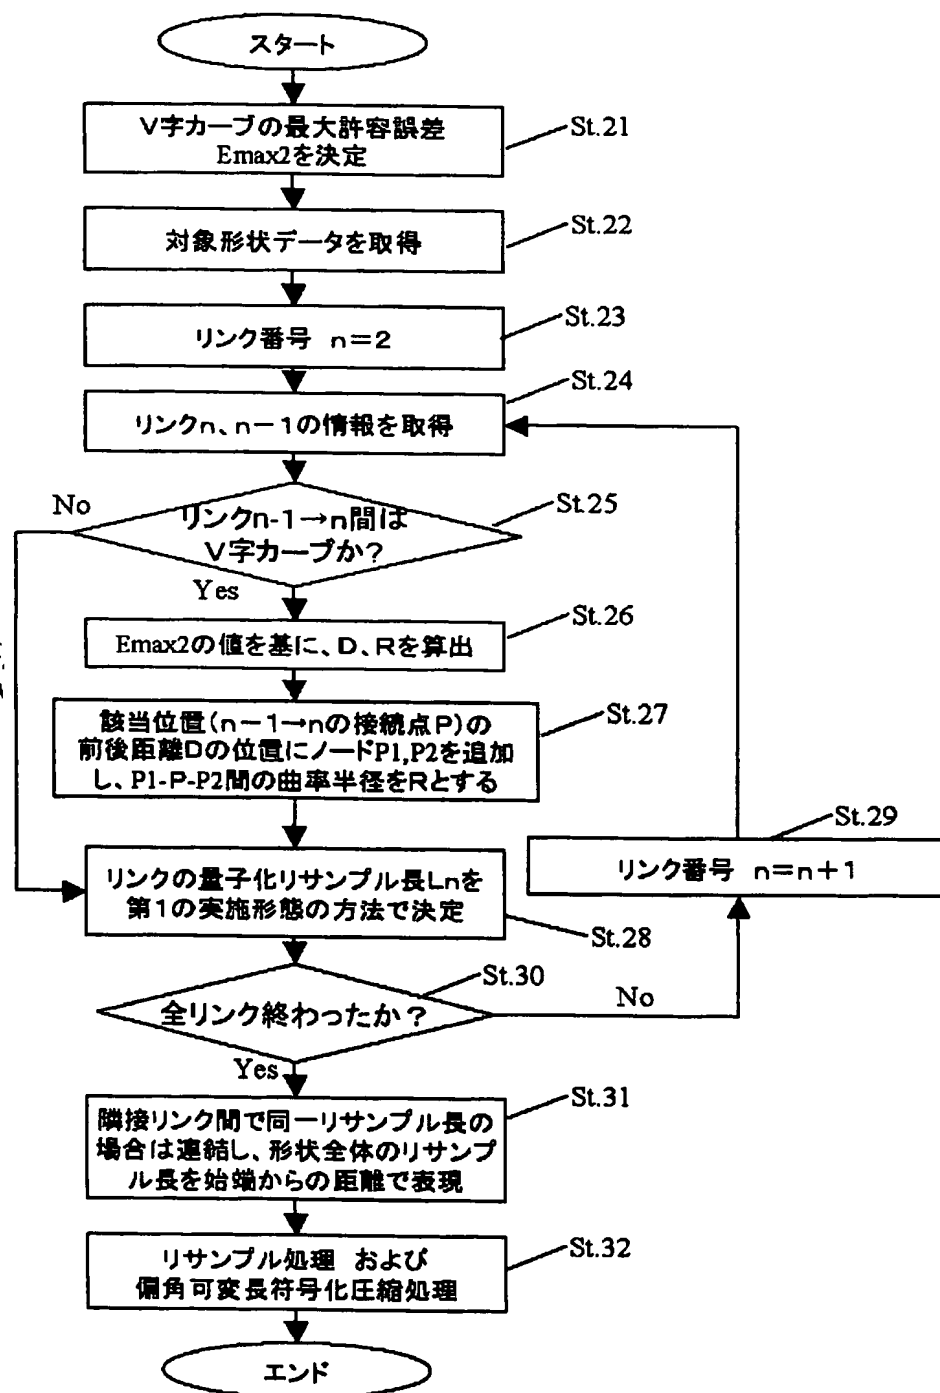 スタート
V字カーブの最大許容誤差
Emax2を決定
St.21
対象形状データを取得
St.22
リンク番号 n=2
St.23
リンクn、n-1の情報を取得
St.24
リンクn-1→n間は
V字カーブか?
St.25
No
Yes
Emax2の値を基に、D、Rを算出
St.26
該当位置(n-1→nの接続点P)の
前後距離Dの位置にノードP1,P2を追加
し、P1-P-P2間の曲率半径をRとする
St.27
リンクの量子化リサンプル長Lnを
第1の実施形態の方法で決定
St.28
リンク番号 n=n+1
St.29
全リンク終わったか?
St.30
No
Yes
隣接リンク間で同一リサンプル長の
場合は連結し、形状全体のリサンプ
ル長を始端からの距離で表現
St.31
リサンプル処理 および
偏角可変長符号化圧縮処理
St.32
エンド